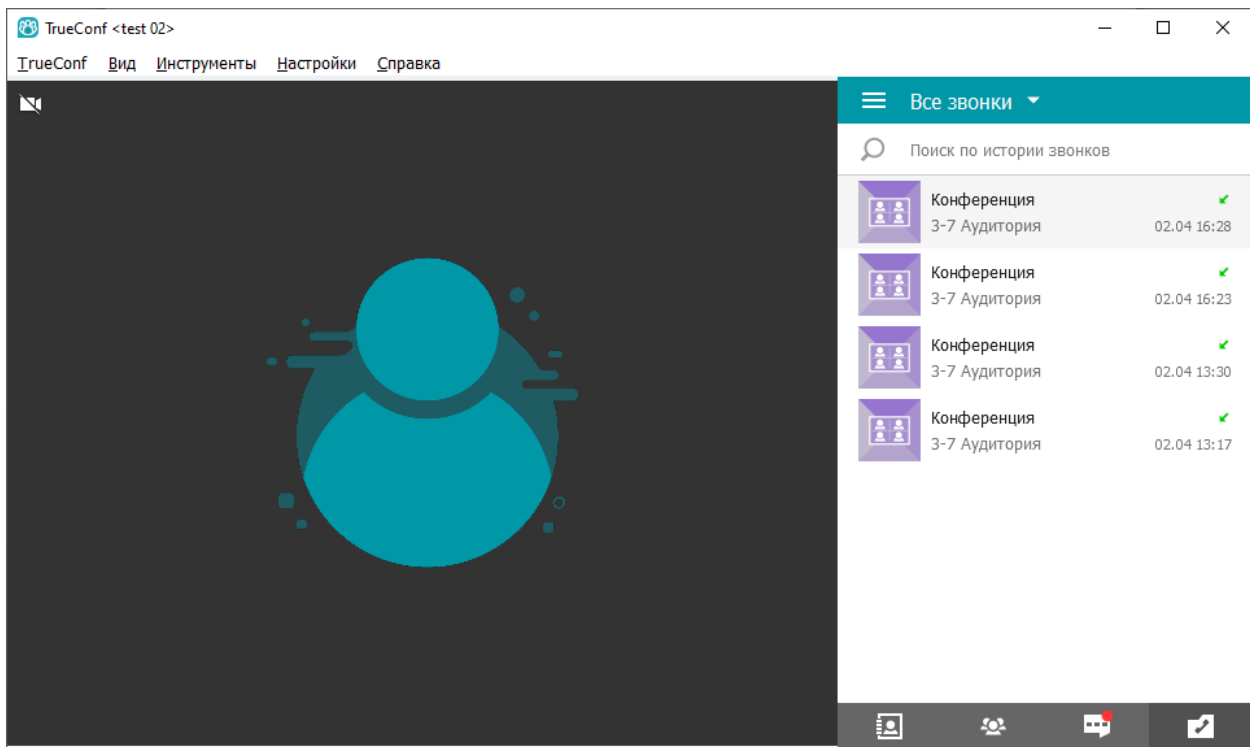 TrueConf <test 02>
TrueConf Вид Инструменты Настройки Справка
Все звонки
Поиск по истории звонков
Конференция
3-7 Аудитория 02.04 16:28
Конференция
3-7 Аудитория 02.04 16:23
Конференция
3-7 Аудитория 02.04 13:30
Конференция
3-7 Аудитория 02.04 13:17